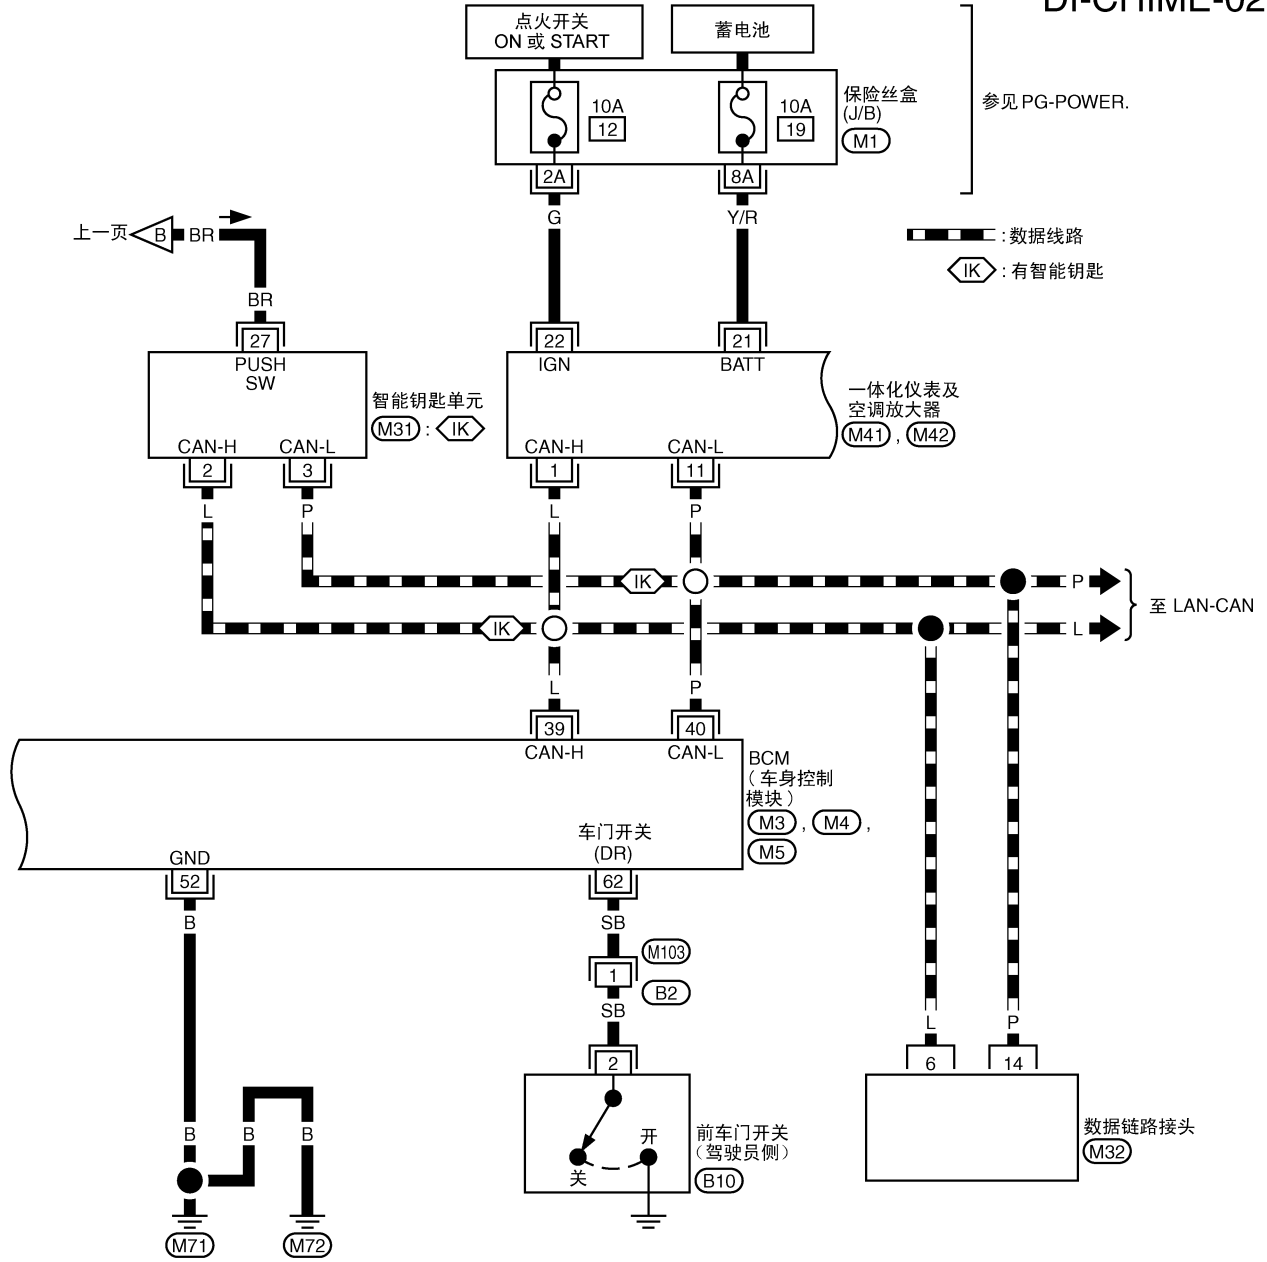 DI-CHIME-02
点火开关
ON 或 START
蓄电池
10A
12
10A
19
保险丝盒
(J/B)
M1
参见 PG-POWER.
2A
8A
G
Y/R
上一页
B
BR
BR
:数据线路
IK
:有智能钥匙
27
PUSH
SW
22
IGN
21
BATT
智能钥匙单元
M31 : IK
一体化仪表及
空调放大器
M41 , M42
CAN-H
CAN-L
CAN-H
CAN-L
2
3
1
11
L
P
L
P
IK
P
IK
L
至 LAN-CAN
L
P
39
40
CAN-H
CAN-L
BCM
(车身控制
模块)
M3 , M4 ,
M5
车门开关
(DR)
GND
52
62
B
SB
M103
1
B2
SB
L
P
2
6
14
B
B
B
开
关
前车门开关
(驾驶员侧)
B10
数据链路接头
M32
M71
M72